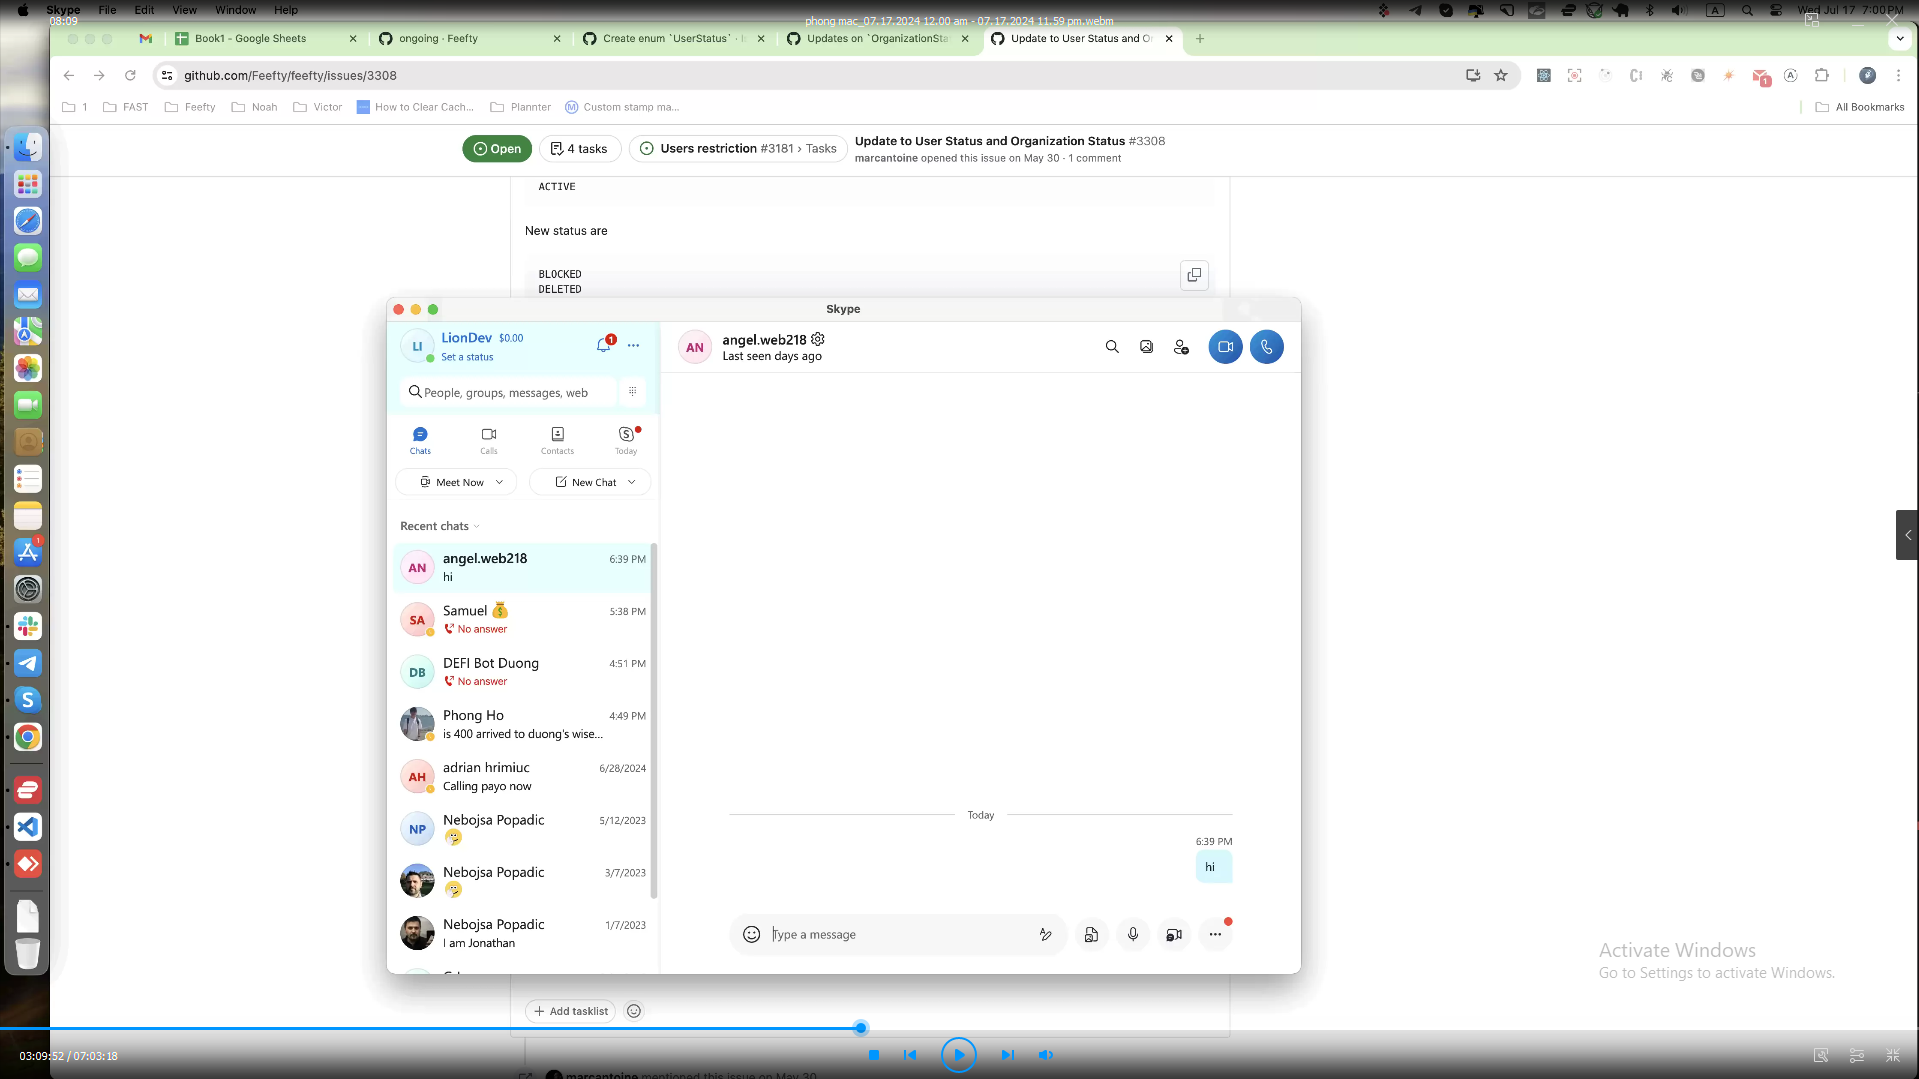 Skype File Edit View Window Help
Wed Jul 17 7:00PM
08:09
phong mac_07.17.2024 12.00 am - 07.17.2024 11.59 pm.webm
Book1 - Google Sheets
ongoing · Feefty
Create enum `UserStatus` · I
Updates on `OrganizationSta
Update to User Status and Or
github.com/Feefty/feefty/issues/3308
1
FAST
Feefty
Noah
Victor
How to Clear Cach...
Plannter
Custom stamp ma...
All Bookmarks
Open
4 tasks
Users restriction #3181 › Tasks
Update to User Status and Organization Status #3308
marcantoine opened this issue on May 30 · 1 comment
ACTIVE
New status are
BLOCKED
DELETED
Skype
LI
LionDev $0.00
Set a status
1
People, groups, messages, web
Chats
Calls
Contacts
Today
Meet Now
New Chat
Recent chats
AN
angel.web218 6:39 PM
hi
SA
Samuel 💰 5:38 PM
No answer
DB
DEFI Bot Duong 4:51 PM
No answer
Phong Ho 4:49 PM
is 400 arrived to duong's wise...
AH
adrian hrimiuc 6/28/2024
Calling payo now
NP
Nebojsa Popadic 5/12/2023
Nebojsa Popadic 3/7/2023
Nebojsa Popadic 1/7/2023
I am Jonathan
AN
angel.web218
Last seen days ago
Today
6:39 PM
hi
Type a message
Activate Windows
Go to Settings to activate Windows.
Add tasklist
03:09:52 / 07:03:18
marcantoine mentioned this issue on May 30